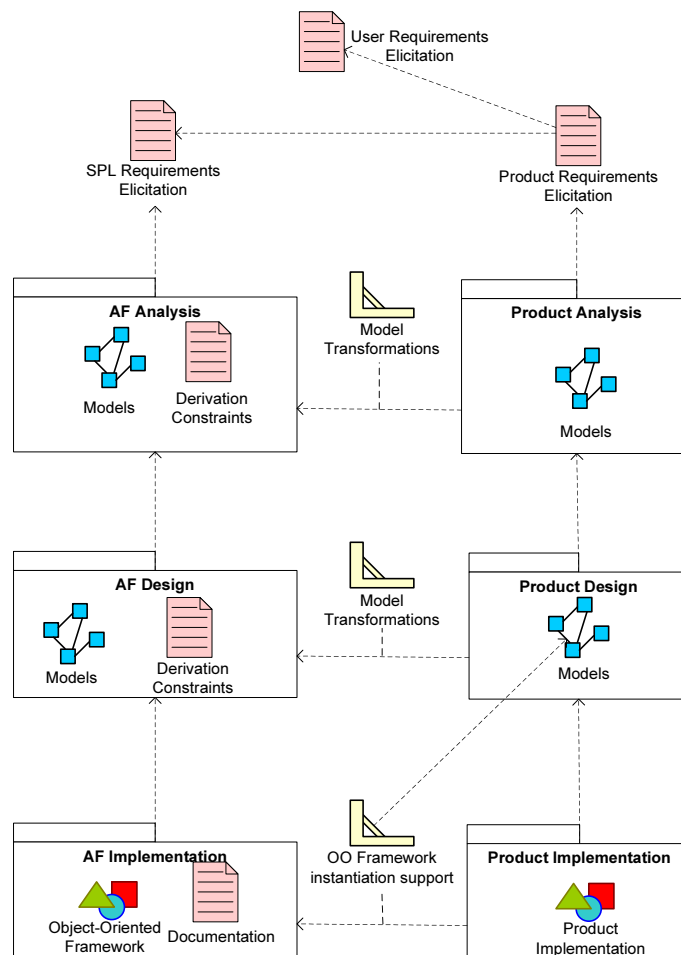 User Requirements
Elicitation
SPL Requirements
Elicitation
Product Requirements
Elicitation
AF Analysis
Models
Derivation
Constraints
Model
Transformations
Product Analysis
Models
AF Design
Models
Derivation
Constraints
Model
Transformations
Product Design
Models
AF Implementation
Object-Oriented
Framework
Documentation
OO Framework
instantiation support
Product Implementation
Product
Implementation